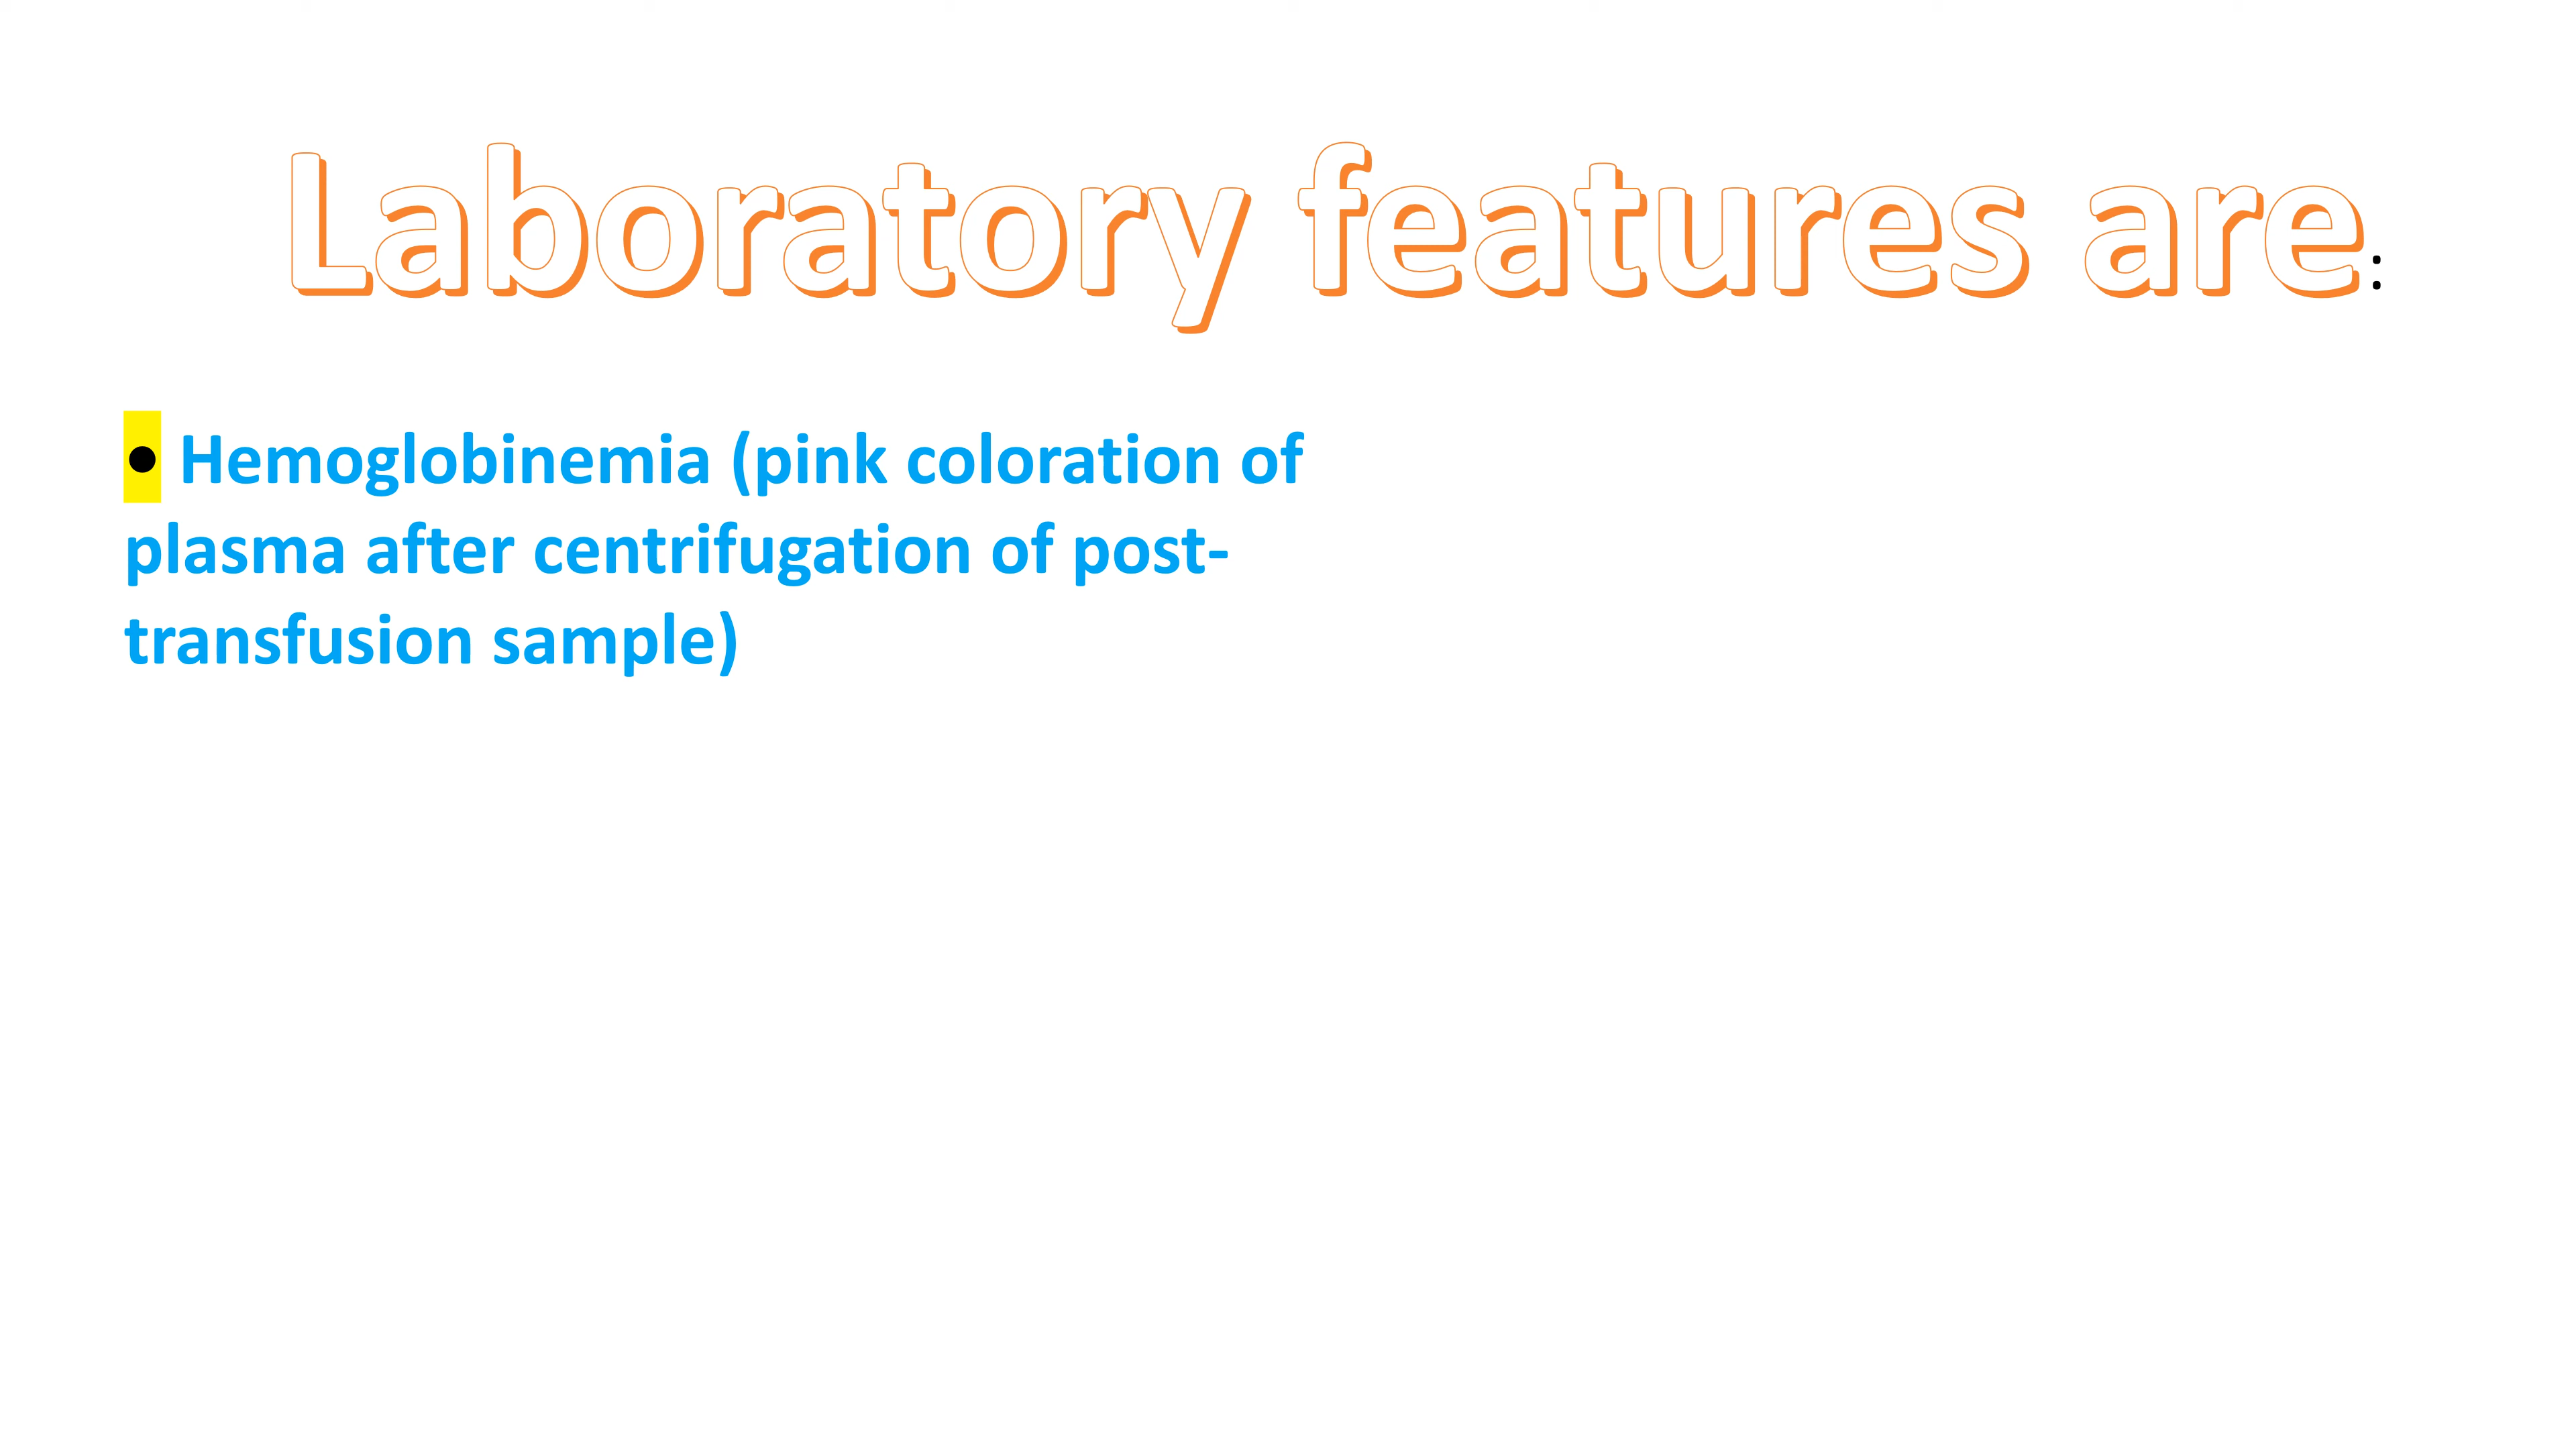 Laboratory features are:
• Hemoglobinemia (pink coloration of
plasma after centrifugation of post-
transfusion sample)